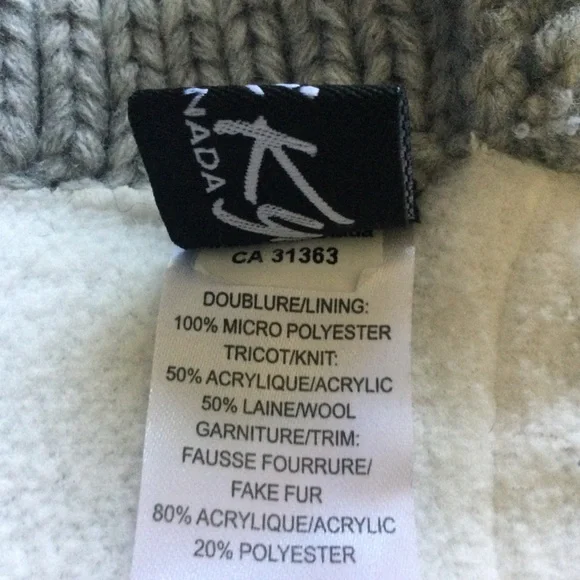 NADA
Ky
CA 31363
DOUBLURE/LINING:
100% MICRO POLYESTER
TRICOT/KNIT:
50% ACRYLIQUE/ACRYLIC
50% LAINE/WOOL
GARNITURE/TRIM:
FAUSSE FOURRURE/
FAKE FUR
80% ACRYLIQUE/ACRYLIC
20% POLYESTER